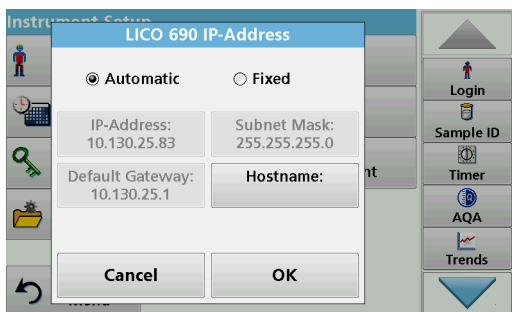 Instrument Setup
LICO 690 IP-Address
Automatic
Fixed
IP-Address:
10.130.25.83
Subnet Mask:
255.255.255.0
Default Gateway:
10.130.25.1
Hostname:
nt
Cancel
OK
Menu
Login
Sample ID
Timer
AQA
Trends